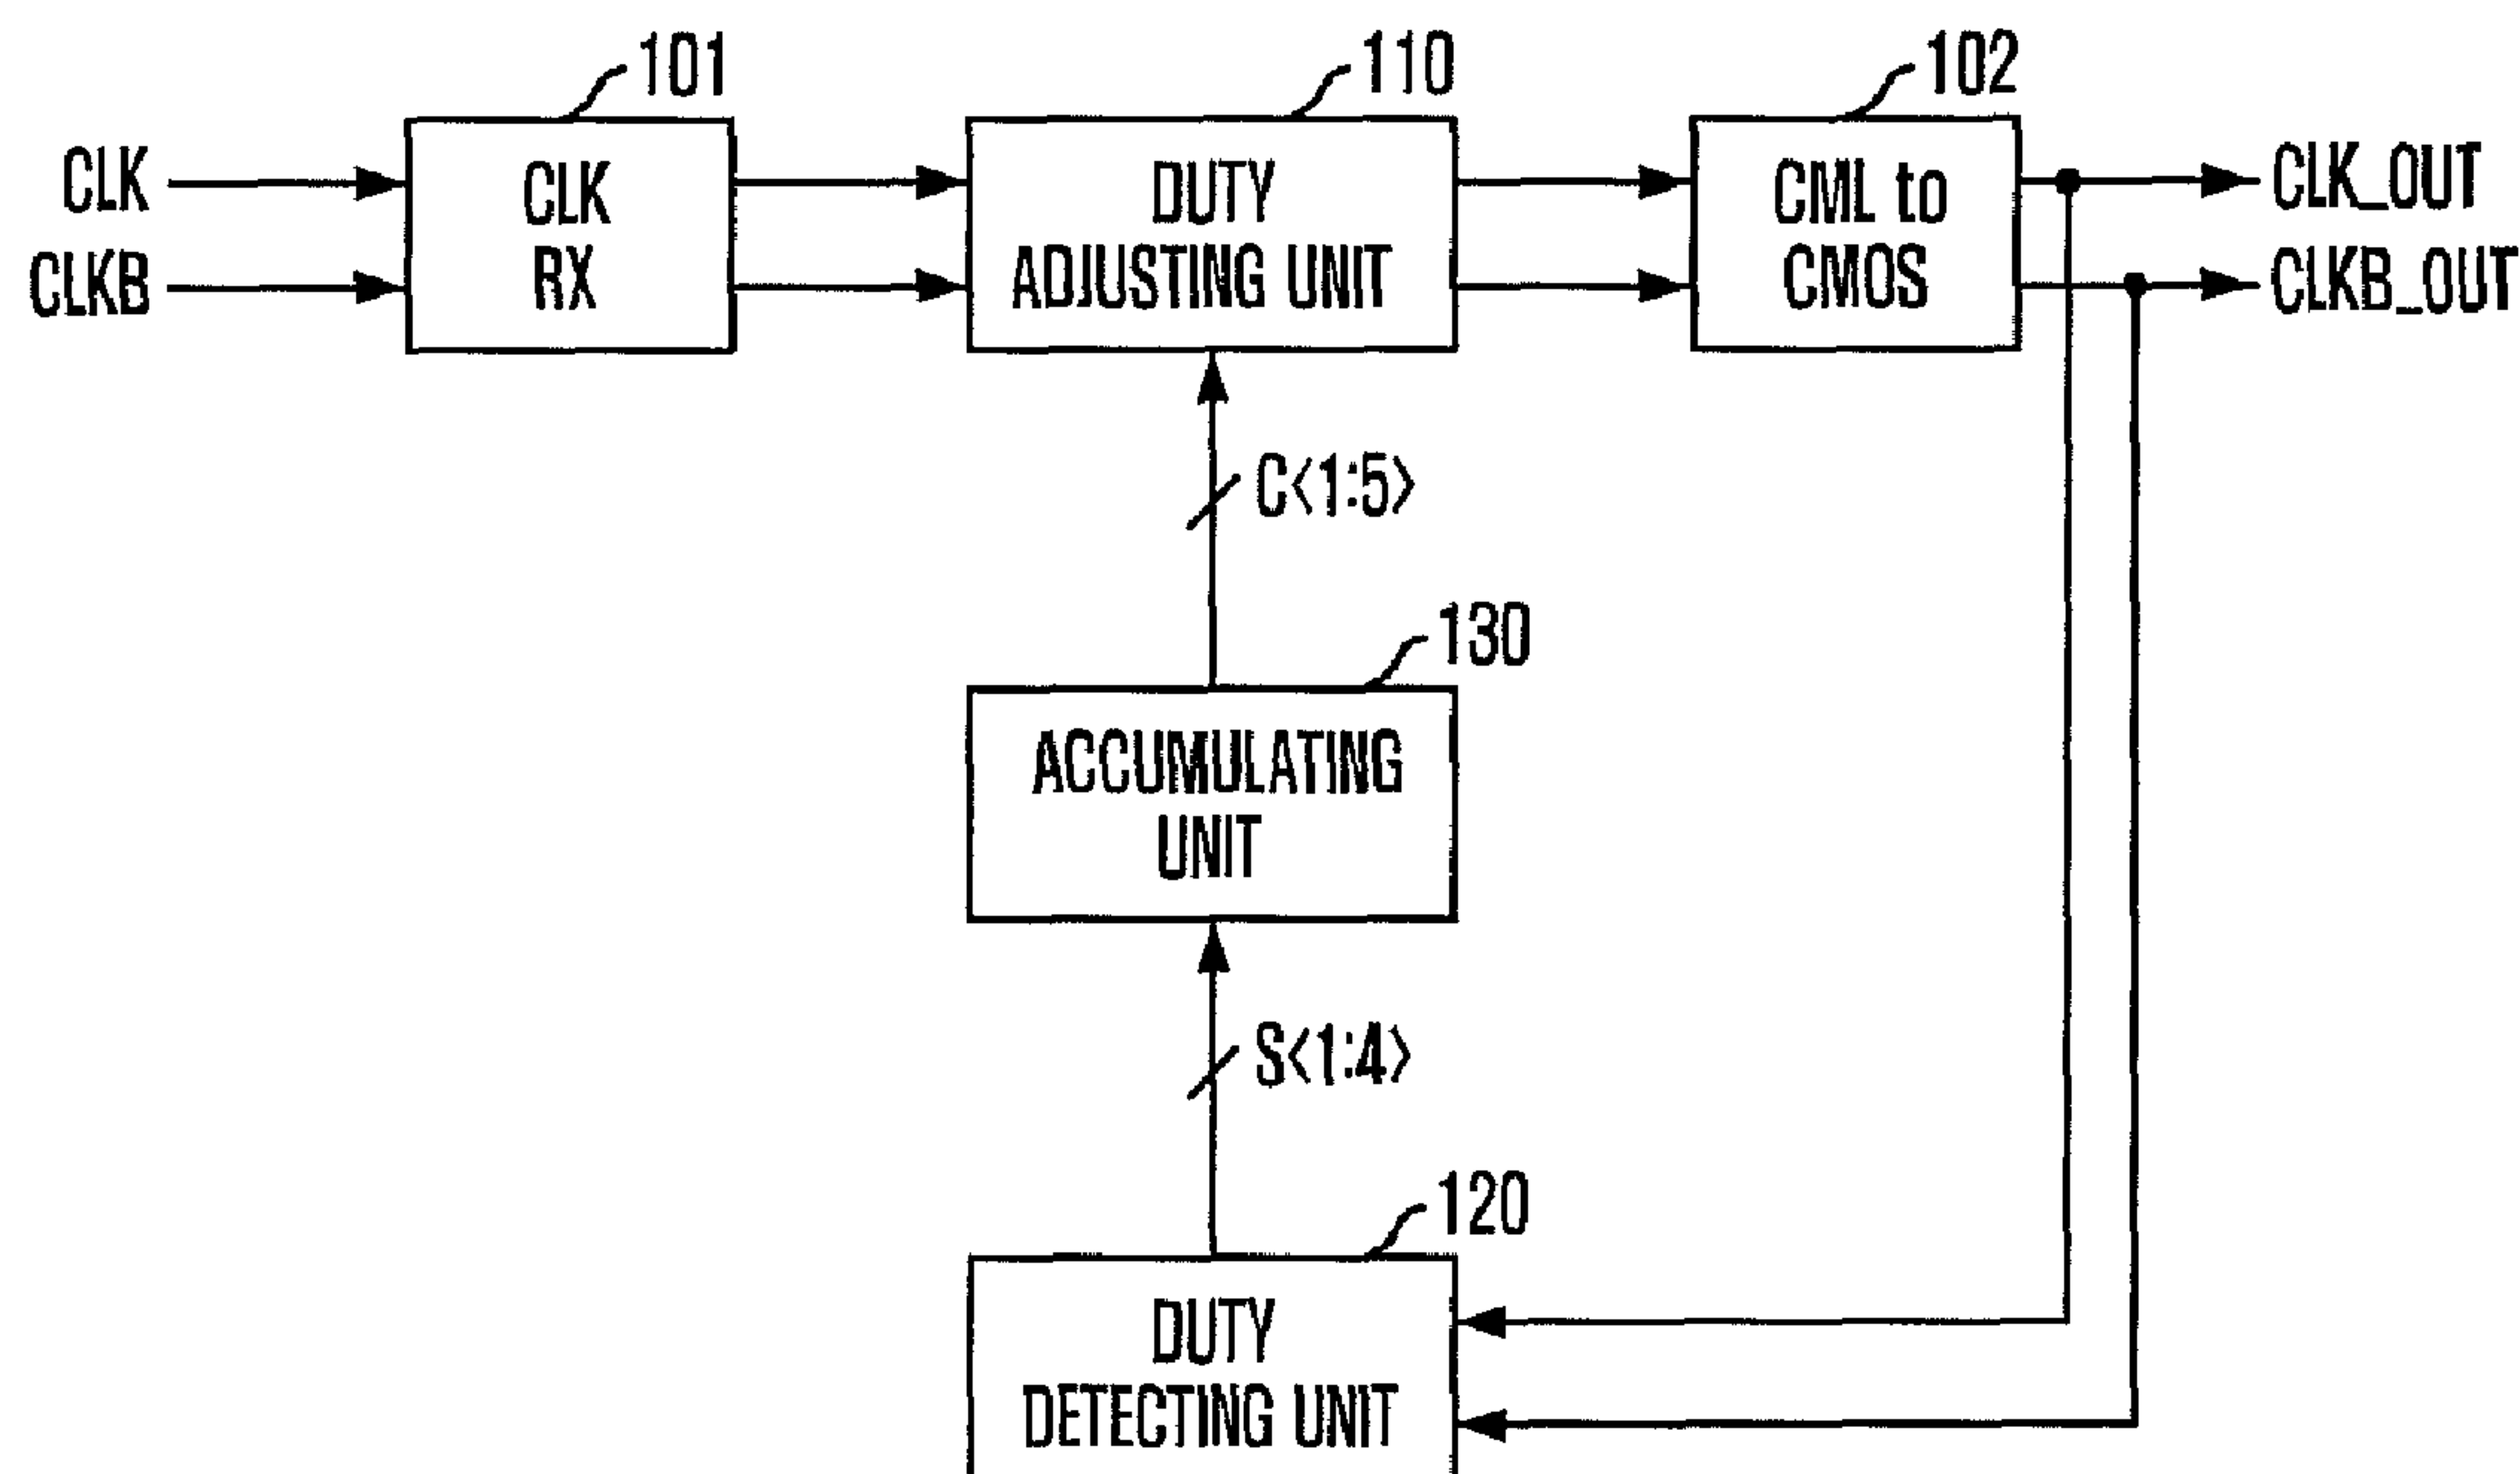 101
110
102
CLK
CLKB
CLK
RX
DUTY
ADJUSTING UNIT
CML to
CMOS
CLK_OUT
CLKB_OUT
C<1:5>
130
ACCUMULATING
UNIT
S<1:4>
120
DUTY
DETECTING UNIT